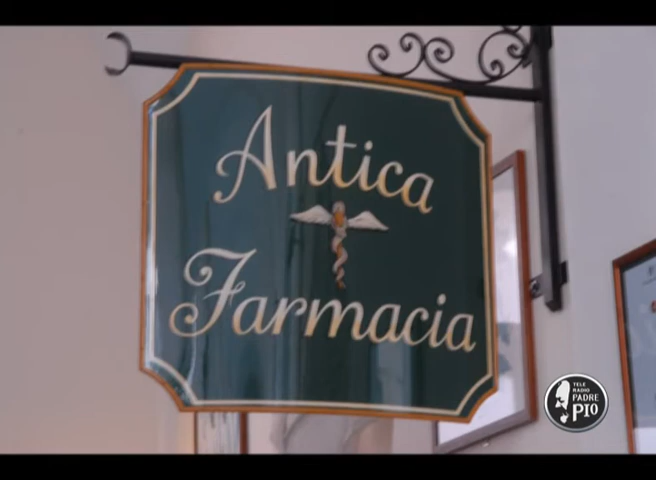 Antica
Farmacia
TELE
RADIO
PADRE
PIO